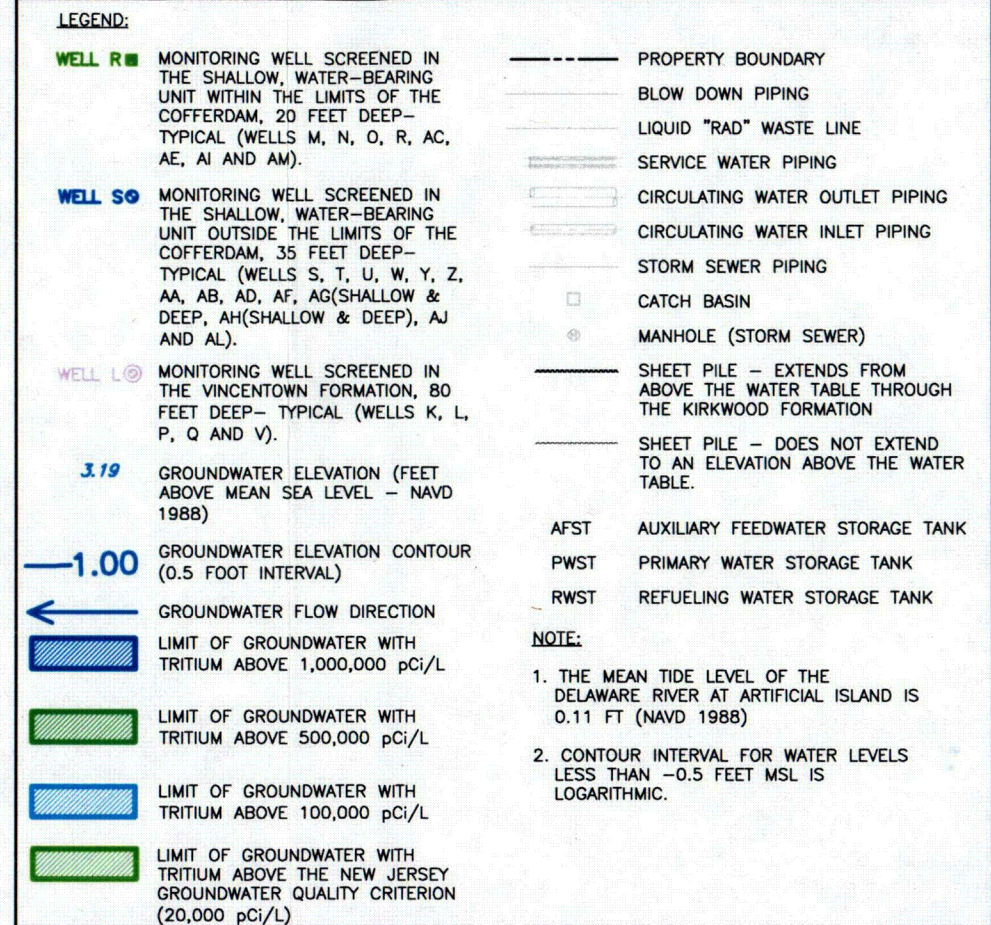 LEGEND:
WELL R MONITORING WELL SCREENED IN
THE SHALLOW, WATER-BEARING
UNIT WITHIN THE LIMITS OF THE
COFFERDAM, 20 FEET DEEP-
TYPICAL (WELLS M, N, O, R, AC,
AE, AI AND AM).
WELL S MONITORING WELL SCREENED IN
THE SHALLOW, WATER-BEARING
UNIT OUTSIDE THE LIMITS OF THE
COFFERDAM, 35 FEET DEEP-
TYPICAL (WELLS S, T, U, W, Y, Z,
AA, AB, AD, AF, AG(SHALLOW &
DEEP, AH(SHALLOW & DEEP), AJ
AND AL).
WELL L MONITORING WELL SCREENED IN
THE VINCENTOWN FORMATION, 80
FEET DEEP- TYPICAL (WELLS K, L,
P, Q AND V).
3.19 GROUNDWATER ELEVATION (FEET
ABOVE MEAN SEA LEVEL - NAVD
1988)
1.00 GROUNDWATER ELEVATION CONTOUR
(0.5 FOOT INTERVAL)
GROUNDWATER FLOW DIRECTION
LIMIT OF GROUNDWATER WITH
TRITIUM ABOVE 1,000,000 pCi/L
LIMIT OF GROUNDWATER WITH
TRITIUM ABOVE 500,000 pCi/L
LIMIT OF GROUNDWATER WITH
TRITIUM ABOVE 100,000 pCi/L
LIMIT OF GROUNDWATER WITH
TRITIUM ABOVE THE NEW JERSEY
GROUNDWATER QUALITY CRITERION
(20,000 pCi/L)
PROPERTY BOUNDARY
BLOW DOWN PIPING
LIQUID "RAD" WASTE LINE
SERVICE WATER PIPING
CIRCULATING WATER OUTLET PIPING
CIRCULATING WATER INLET PIPING
STORM SEWER PIPING
CATCH BASIN
MANHOLE (STORM SEWER)
SHEET PILE - EXTENDS FROM
ABOVE THE WATER TABLE THROUGH
THE KIRKWOOD FORMATION
SHEET PILE - DOES NOT EXTEND
TO AN ELEVATION ABOVE THE WATER
TABLE.
AFST AUXILIARY FEEDWATER STORAGE TANK
PWST PRIMARY WATER STORAGE TANK
RWST REFUELING WATER STORAGE TANK
NOTE:
1. THE MEAN TIDE LEVEL OF THE
DELAWARE RIVER AT ARTIFICIAL ISLAND IS
0.11 FT (NAVD 1988)
2. CONTOUR INTERVAL FOR WATER LEVELS
LESS THAN -0.5 FEET MSL IS
LOGARITHMIC.